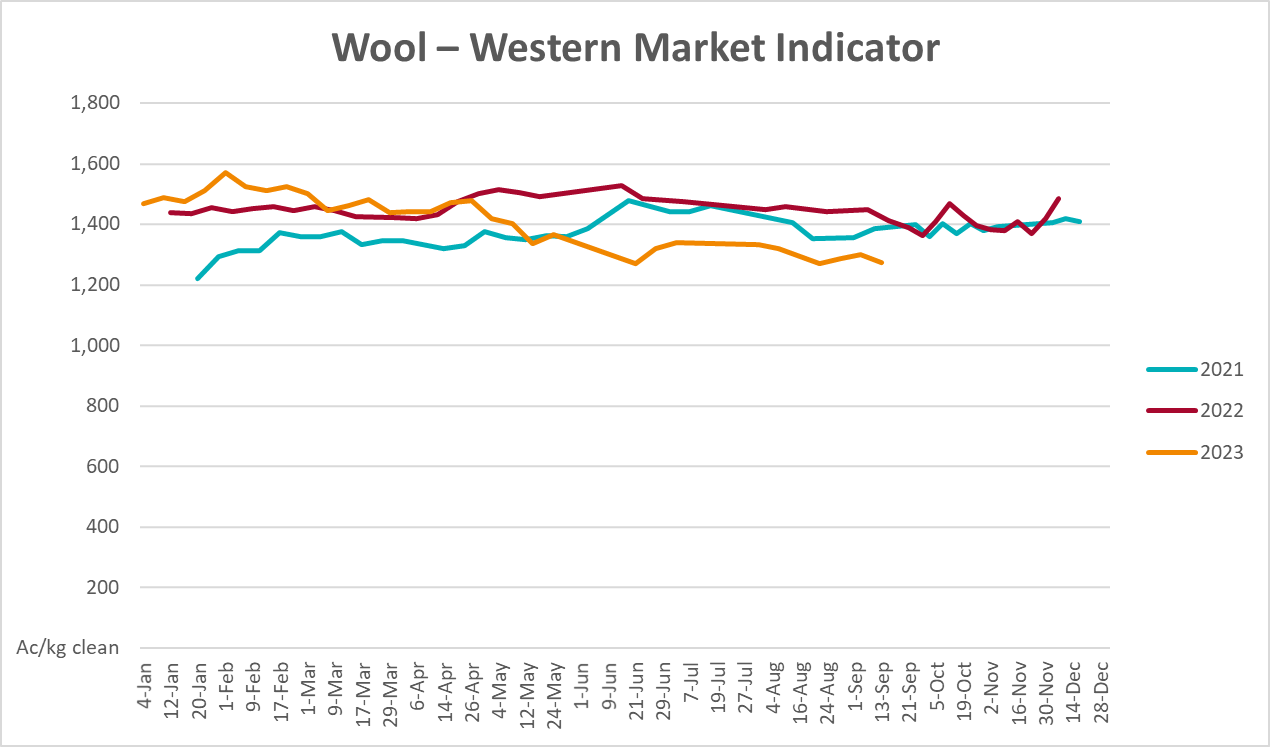 Wool – Western Market Indicator
1,800
1,600
1,400
1,200
1,000
800
600
400
200
Ac/kg clean
4-Jan
12-Jan
20-Jan
1-Feb
9-Feb
17-Feb
1-Mar
9-Mar
17-Mar
29-Mar
6-Apr
14-Apr
26-Apr
4-May
12-May
24-May
1-Jun
9-Jun
21-Jun
29-Jun
7-Jul
19-Jul
27-Jul
4-Aug
16-Aug
24-Aug
1-Sep
13-Sep
21-Sep
5-Oct
19-Oct
2-Nov
16-Nov
30-Nov
14-Dec
28-Dec
2021
2022
2023